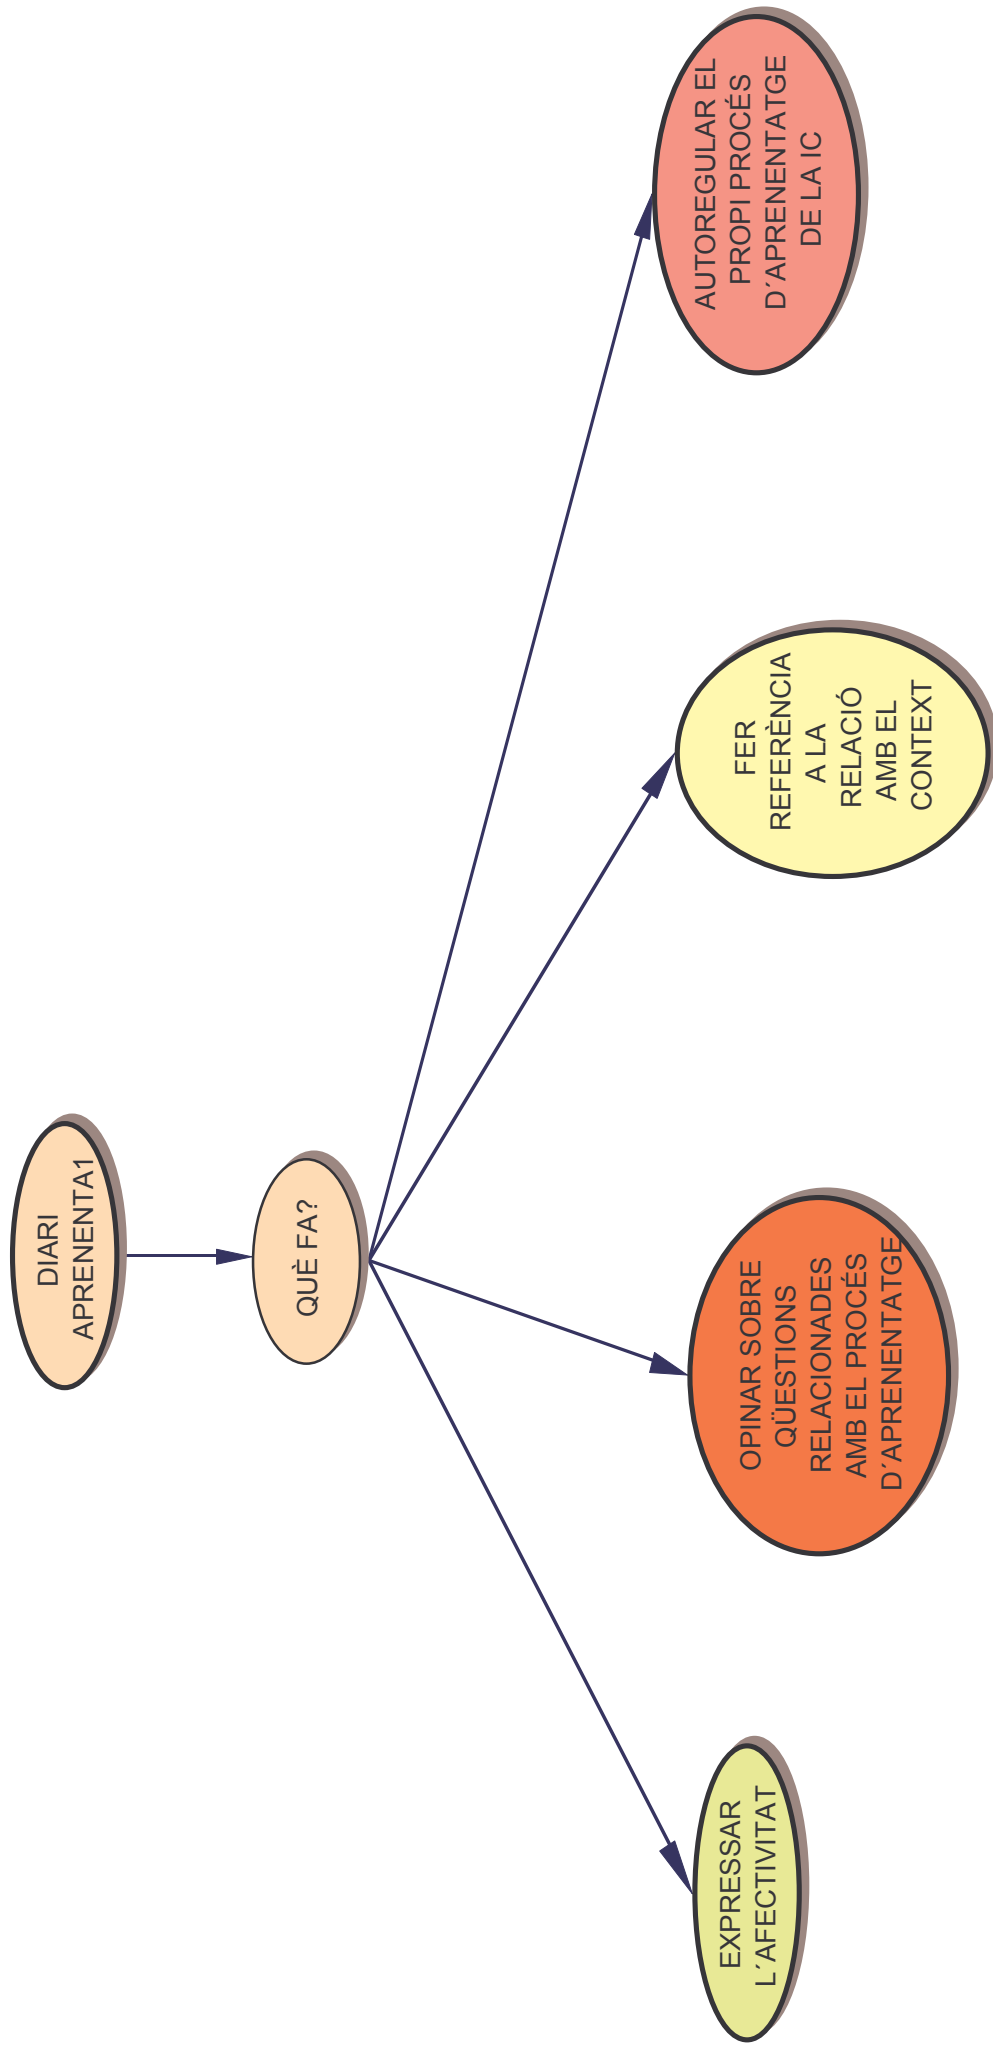 DIARI
APRENENTA1
QUÈ FA?
EXPRESSAR
L´AFECTIVITAT
OPINAR SOBRE
QÜESTIONS
RELACIONADES
AMB EL PROCÉS
D´APRENENTATGE
FER
REFERÈNCIA
A LA
RELACIÓ
AMB EL
CONTEXT
AUTOREGULAR EL
PROPI PROCÉS
D´APRENENTATGE
DE LA IC